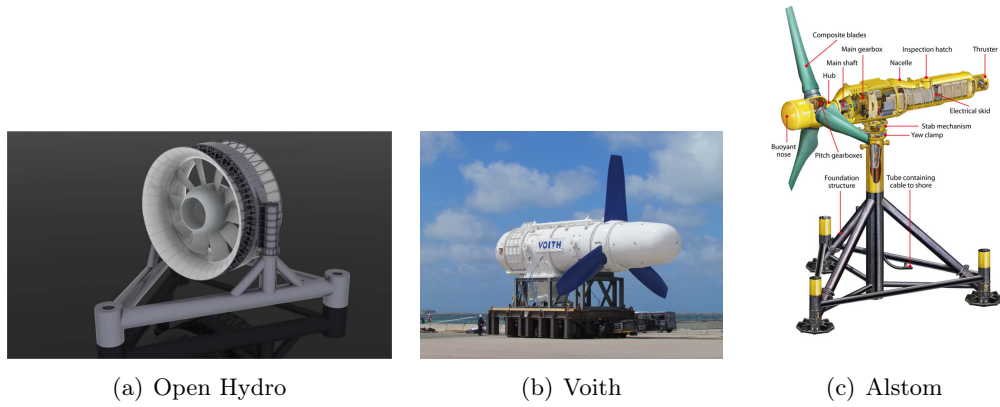 VOITH
Composite blades
Main gearbox
Main shaft
Hub
Nacelle
Inspection hatch
Thruster
Electrical skid
Stab mechanism
Yaw clamp
Buoyant
nose
Pitch gearboxes
Foundation
structure
Tube containing
cable to shore
(a) Open Hydro
(b) Voith
(c) Alstom